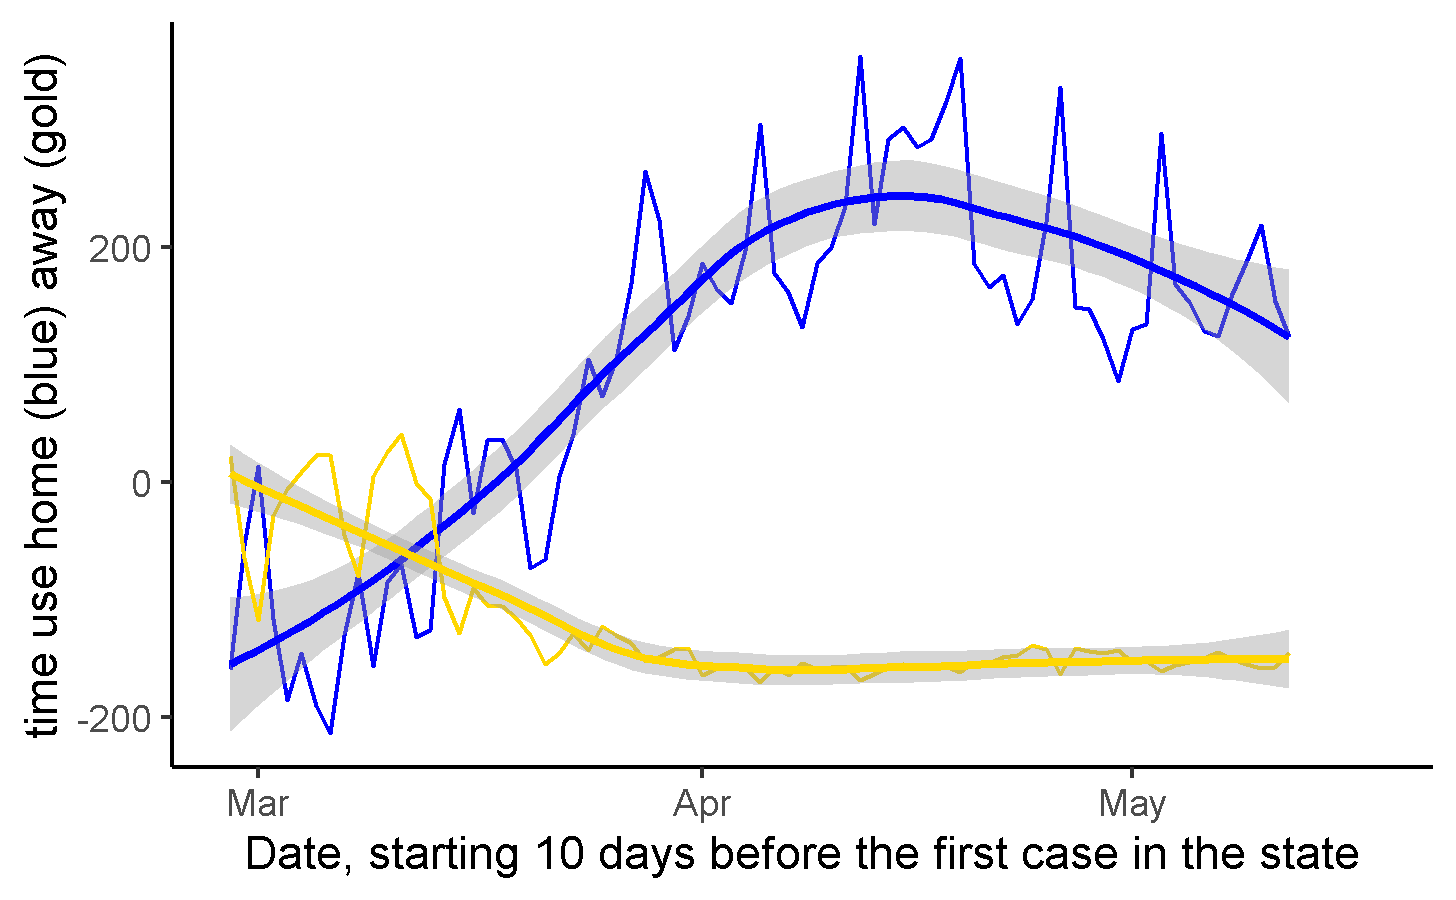 time use home (blue) away (gold)
200
0
-200
Mar
Apr
May
Date, starting 10 days before the first case in the state